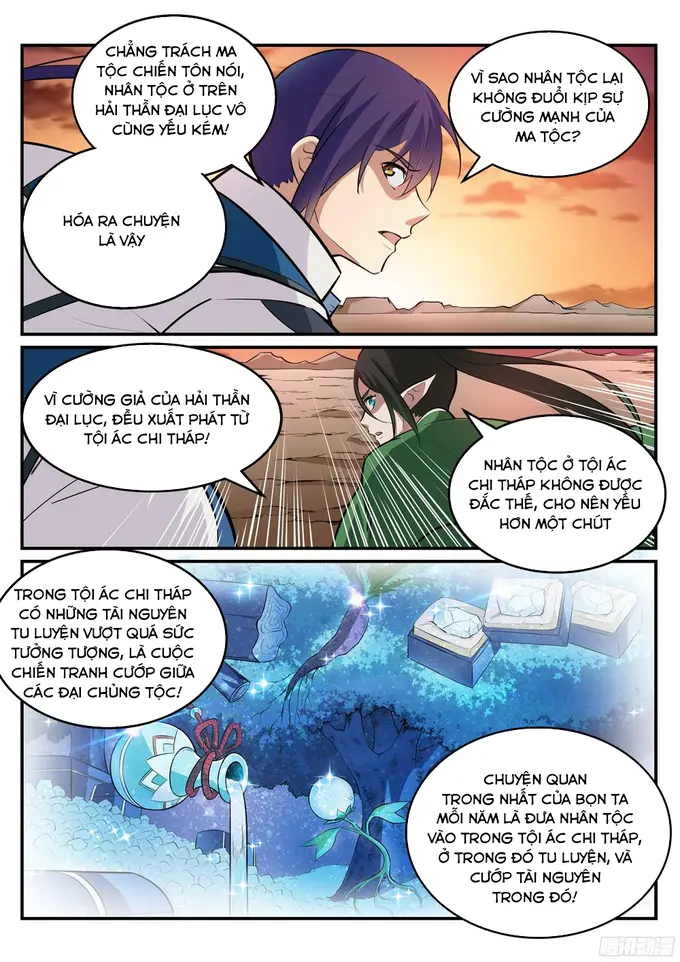 CHẲNG TRÁCH MA
TỘC CHIẾN TÔN NÓI,
NHÂN TỘC Ở TRÊN
HẢI THẦN ĐẠI LỤC VÔ
CÙNG YẾU KÉM!
VÌ SAO NHÂN TỘC LẠI
KHÔNG ĐUỔI KỊP SỰ
CƯỜNG MẠNH CỦA
MA TỘC?
HÓA RA CHUYỆN
LÀ VẬY
VÌ CƯỜNG GIẢ CỦA HẢI THẦN
ĐẠI LỤC, ĐỀU XUẤT PHÁT TỪ
TỘI ÁC CHI THÁP!
NHÂN TỘC Ở TỘI ÁC
CHI THÁP KHÔNG ĐƯỢC
ĐẮC THẾ, CHO NÊN YẾU
HƠN MỘT CHÚT
TRONG TỘI ÁC CHI THÁP
CÓ NHỮNG TÀI NGUYÊN
TU LUYỆN VƯỢT QUÁ SỨC
TƯỞNG TƯỢNG, LÀ CUỘC
CHIẾN TRANH CƯỚP GIỮA
CÁC ĐẠI CHỦNG TỘC!
CHUYỆN QUAN
TRONG NHẤT CỦA BỌN TA
MỖI NĂM LÀ ĐƯA NHÂN TỘC
VÀO TRONG TỘI ÁC CHI THÁP,
Ở TRONG ĐÓ TU LUYỆN, VÀ
CƯỚP TÀI NGUYÊN
TRONG ĐÓ!
腾讯动漫